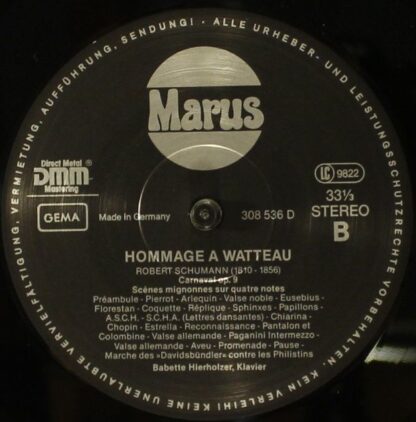 ALLE URHEBER- UND LEISTUNGSSCHUTZRECHTE VORBEHALTEN. KEIN VERLEIH! KEINE UNERLAUBTE VERVIELFÄLTIGUNG, VERMIETUNG, AUFFÜHRUNG, SENDUNG! -
Marus
Direct Metal ®
DMM
Mastering
LC 9822
GEMA
Made in Germany
308 536 D
33⅓
STEREO
B
HOMMAGE A WATTEAU
ROBERT SCHUMANN (1810 - 1856)
Carnaval op. 9
Scènes mignonnes sur quatre notes
Préambule - Pierrot - Arlequin - Valse noble - Eusebius -
Florestan - Coquette - Réplique - Sphinxes - Papillons -
A.S.C.H. - S.C.H.A. (Lettres dansantes) - Chiarina -
Chopin - Estrella - Reconnaissance - Pantalon et
Colombine - Valse allemande - Paganini Intermezzo -
Valse allemande - Aveu - Promenade - Pause -
Marche des »Davidsbündler« contre les Philistins
Babette Hierholzer, Klavier